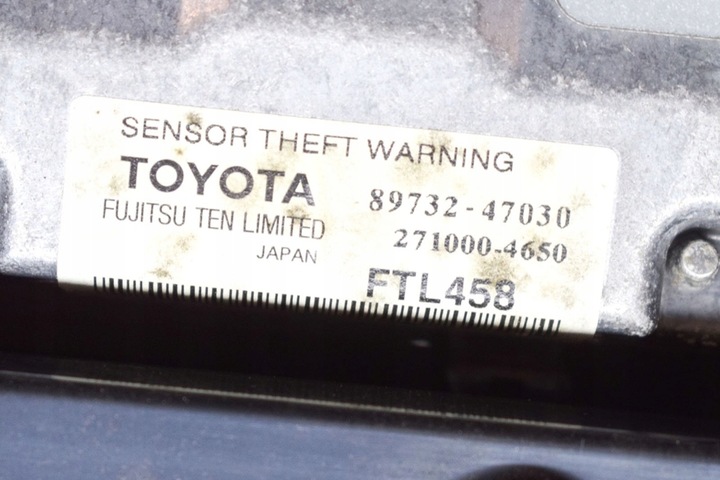 SENSOR THEFT WARNING
TOYOTA 89732-47030
FUJITSU TEN LIMITED 271000-4650
JAPAN FTL458